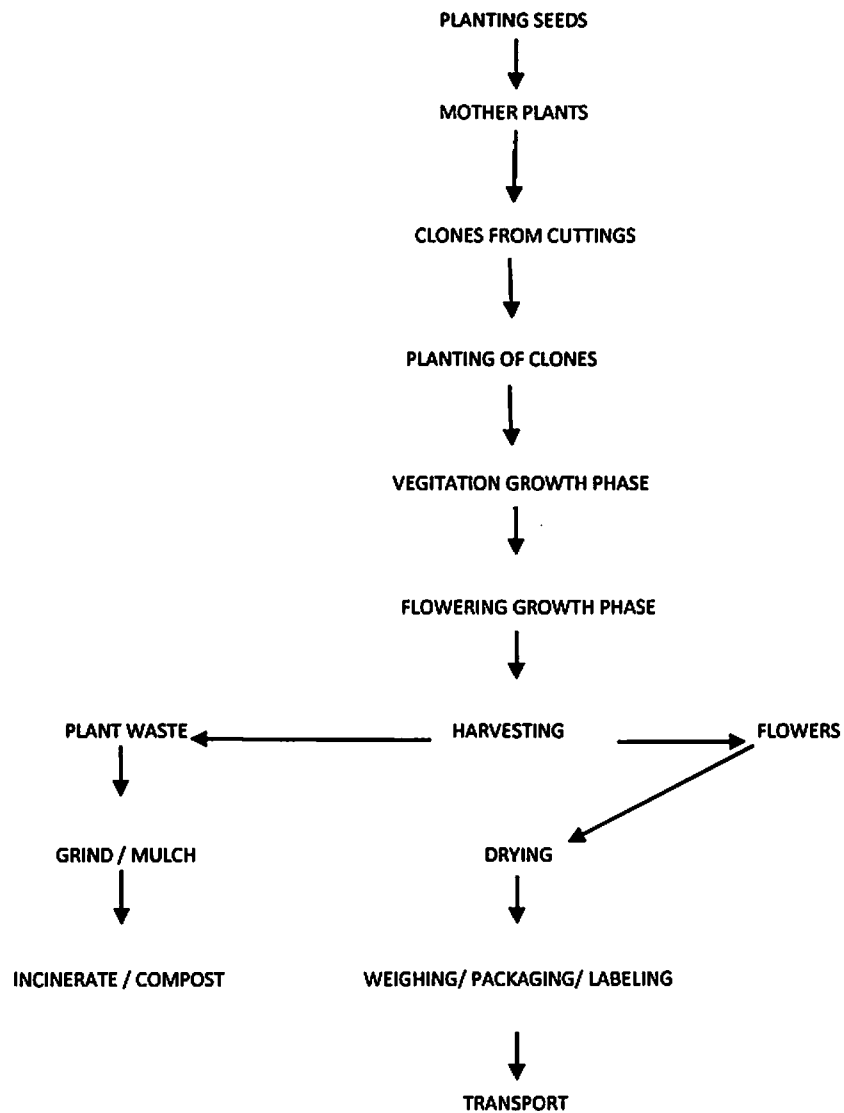 PLANTING SEEDS
MOTHER PLANTS
CLONES FROM CUTTINGS
PLANTING OF CLONES
VEGITATION GROWTH PHASE
FLOWERING GROWTH PHASE
PLANT WASTE
HARVESTING
FLOWERS
GRIND / MULCH
DRYING
INCINERATE / COMPOST
WEIGHING/ PACKAGING/ LABELING
TRANSPORT